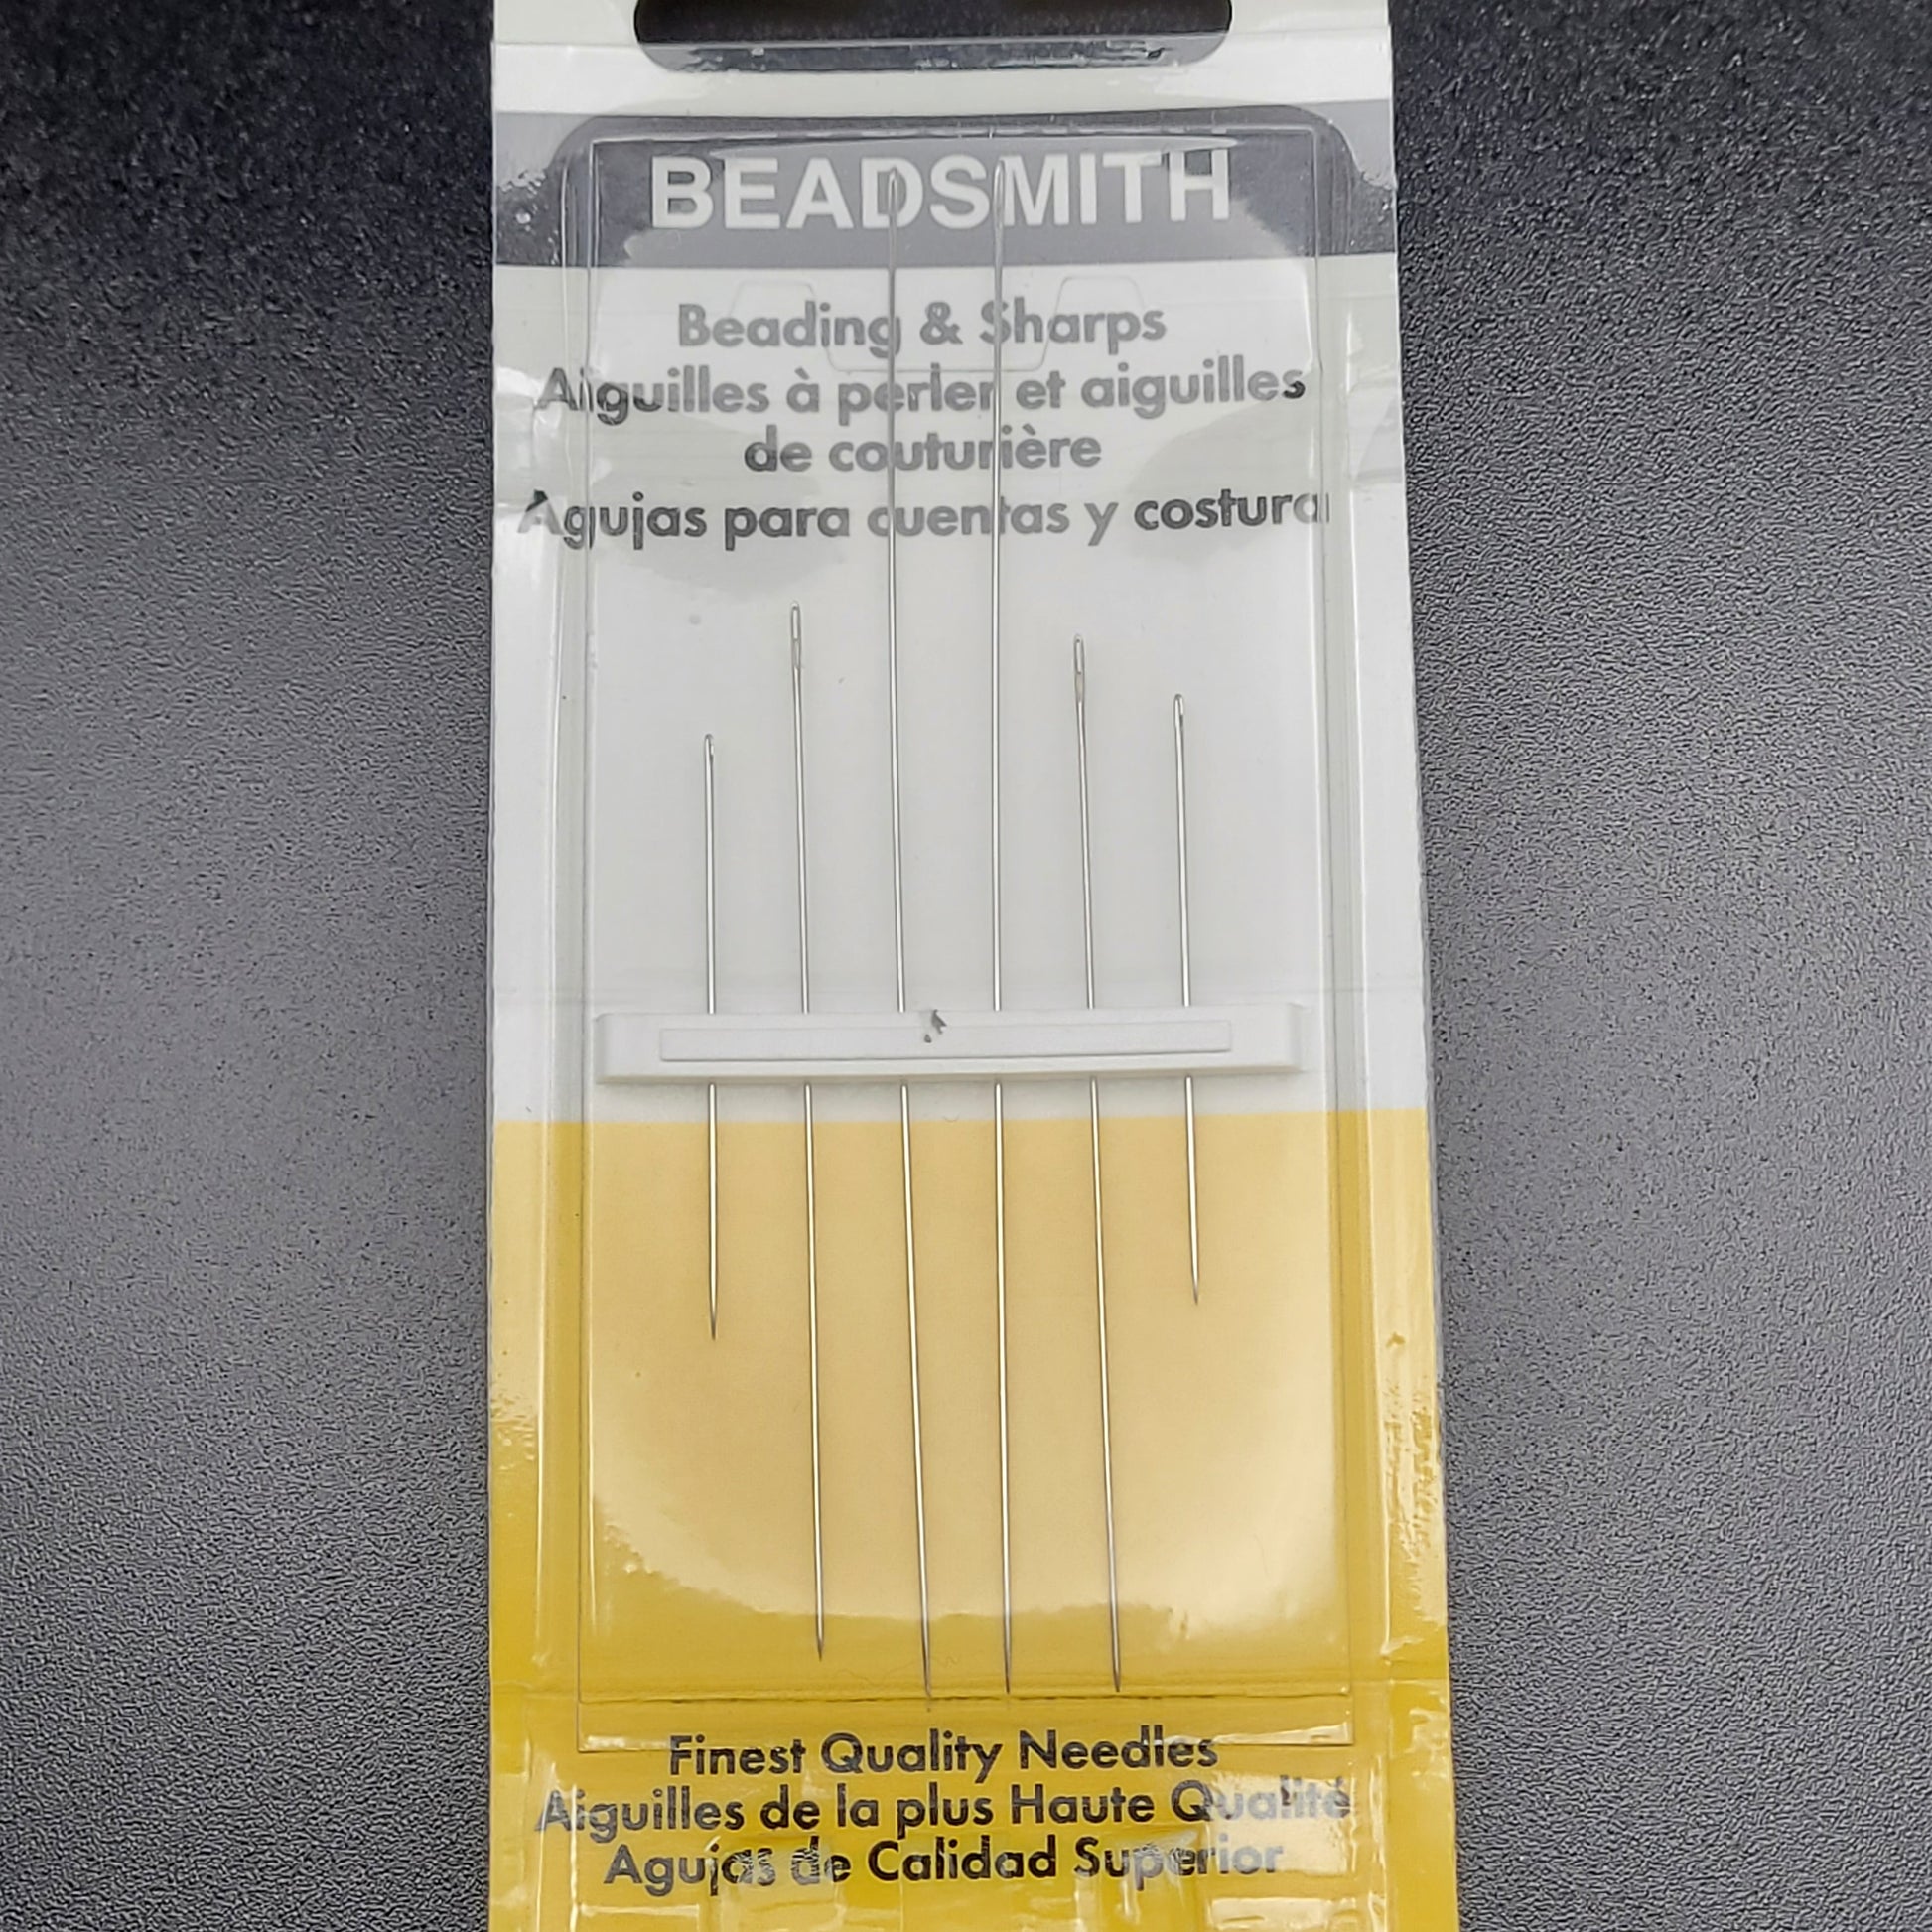 BEADSMITH
Beading & Sharps
Aiguilles à perler et aiguilles
de couturière
Agujas para cuentas y costura
Finest Quality Needles
Aiguilles de la plus Haute Qualité
Agujas de Calidad Superior